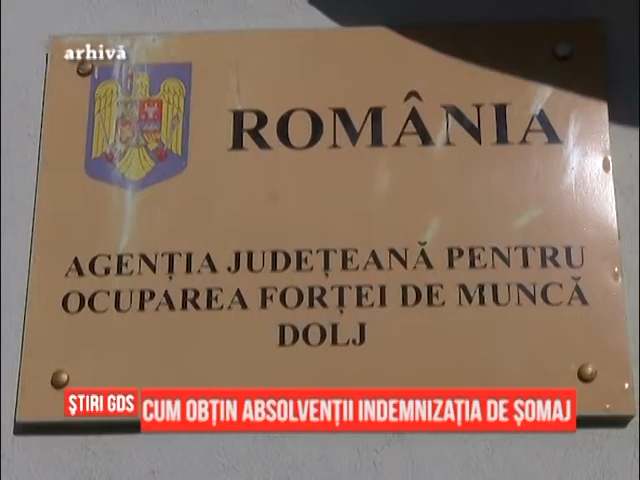 arhivă
ROMÂNIA
AGENȚIA JUDEȚEANĂ PENTRU
OCUPAREA FORȚEI DE MUNCĂ
DOLJ
ȘTIRI GDS
CUM OBȚIN ABSOLVENȚII INDEMNIZAȚIA DE ȘOMAJ